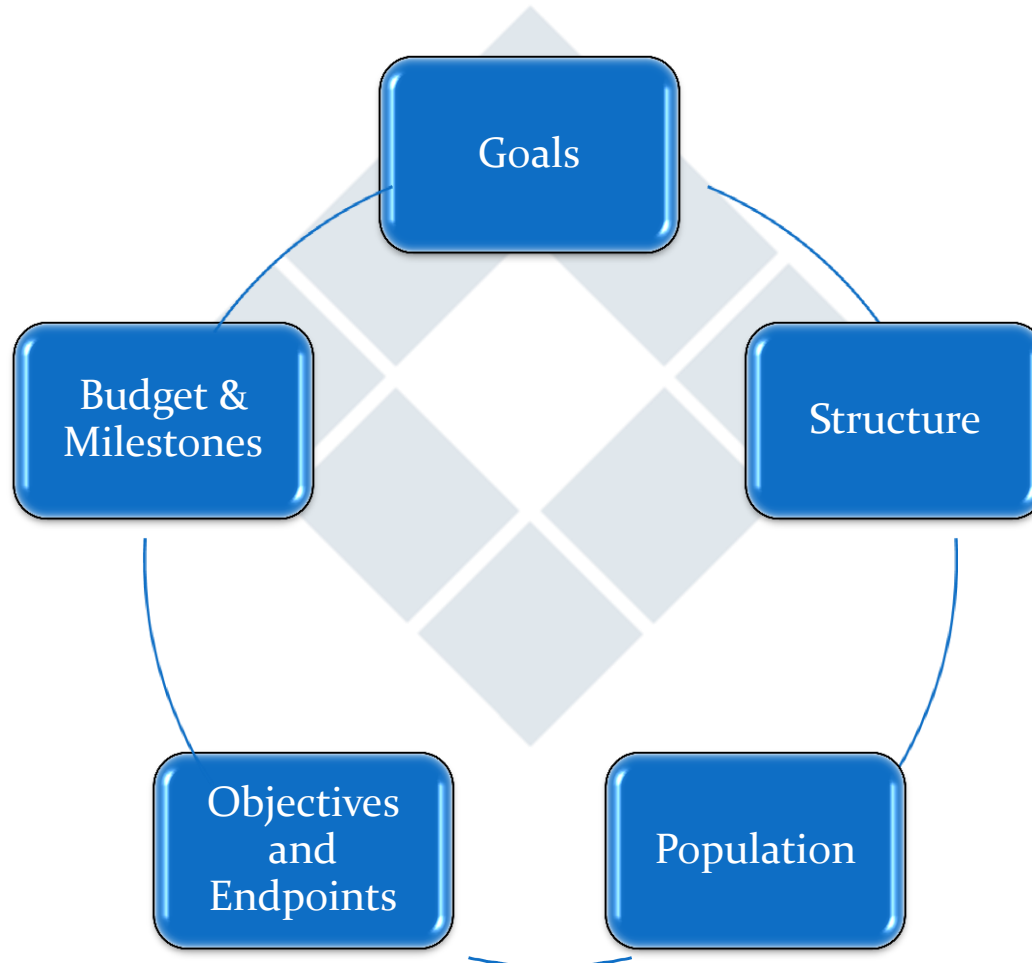 Goals
Structure
Population
Objectives
and
Endpoints
Budget &
Milestones